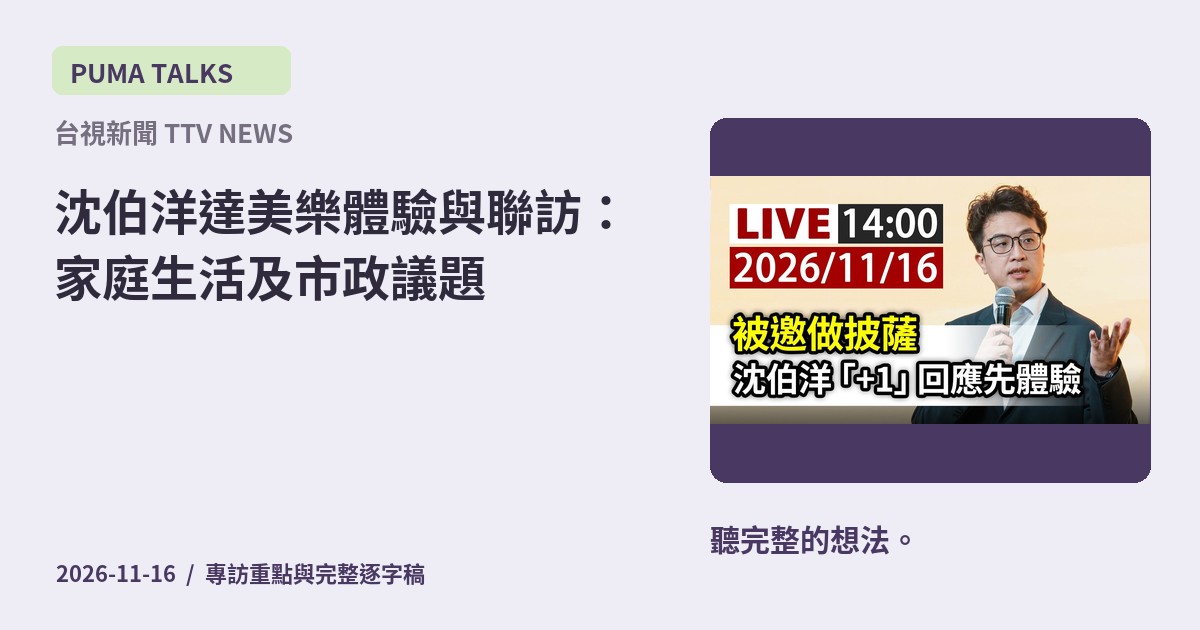 PUMA TALKS
台視新聞 TTV NEWS
沈伯洋達美樂體驗與聯訪：
家庭生活及市政議題
LIVE 14:00
2026/11/16
被邀做披薩
沈伯洋「+1」回應先體驗
聽完整的想法。
2026-11-16 / 專訪重點與完整逐字稿